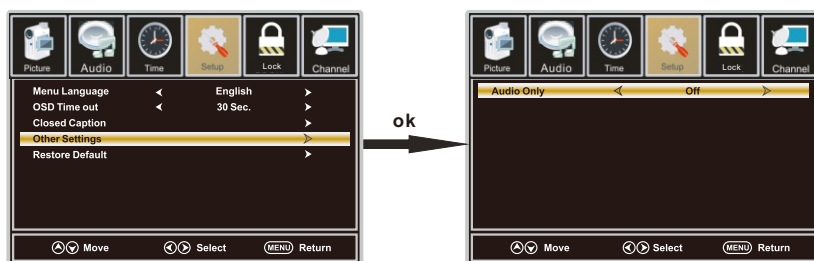 Picture Audio Time Setup Lock Channel
Menu Language English
OSD Time out 30 Sec.
Closed Caption
Other Settings
Restore Default
Move Select MENU Return
ok
Picture Audio Time Setup Lock Channel
Audio Only Off
Move Select MENU Return